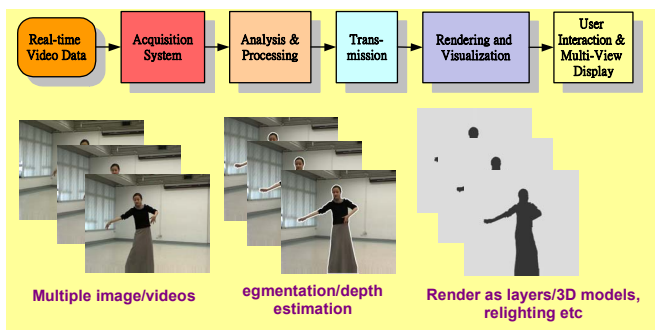 Real-time
Video Data
Acquisition
System
Analysis &
Processing
Trans-
mission
Rendering and
Visualization
User
Interaction &
Multi-View
Display
Multiple image/videos
egmentation/depth
estimation
Render as layers/3D models,
relighting etc